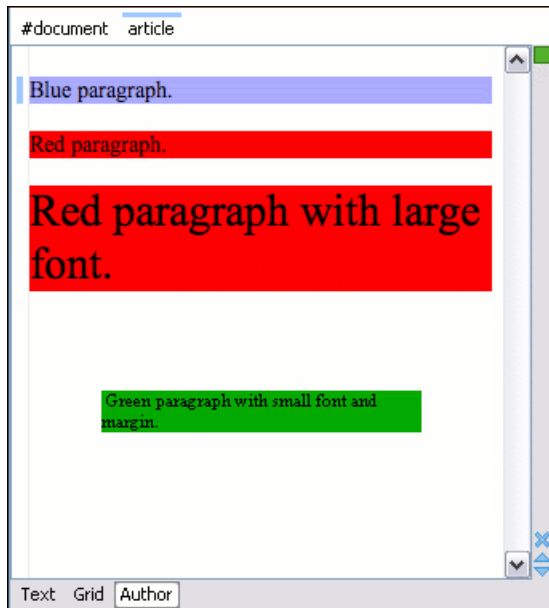 #document article
Blue paragraph.
Red paragraph.
Red paragraph with large
font.
Green paragraph with small font and
margin.
Text Grid Author